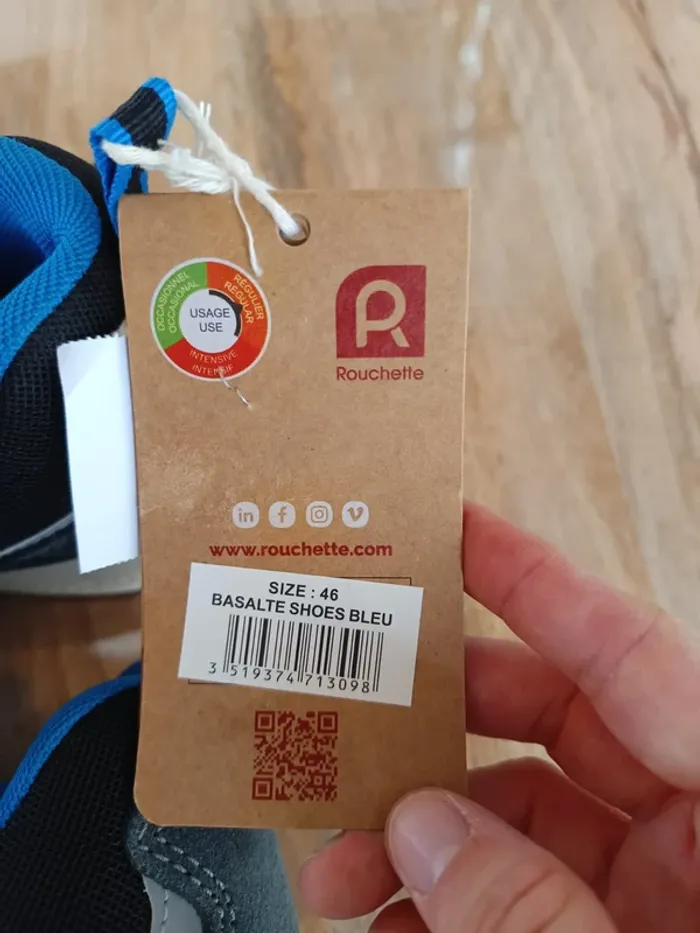 OCCASIONNEL
OCCASIONAL
RÉGULIER
REGULAR
USAGE
USE
INTENSIVE
INTENSIF
R
Rouchette
in f v
www.rouchette.com
SIZE : 46
BASALTE SHOES BLEU
3 519374 713098